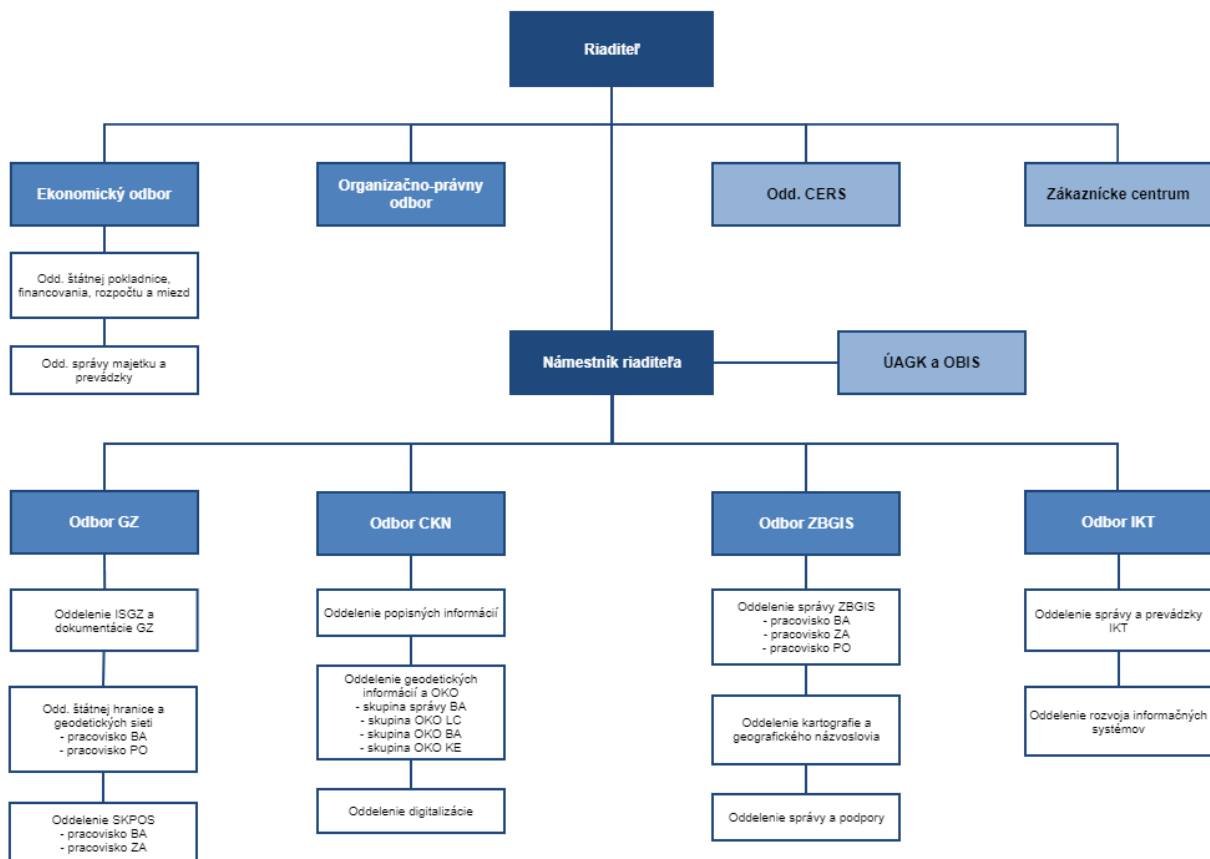 Riaditeľ
Ekonomický odbor
Organizačno-právny
odbor
Odd. CERS
Zákaznícke centrum
Odd. štátnej pokladnice,
financovania, rozpočtu a miezd
Odd. správy majetku a
prevádzky
Námestník riaditeľa
ÚAGK a OBIS
Odbor GZ
Odbor CKN
Odbor ZBGIS
Odbor IKT
Oddelenie ISGZ a
dokumentácie GZ
Odd. štátnej hranice a
geodetických sieti
- pracovisko BA
- pracovisko PO
Oddelenie SKPOS
- pracovisko BA
- pracovisko ZA
Oddelenie popisných informácií
Oddelenie geodetických
informácií a OKO
- skupina správy BA
- skupina OKO LC
- skupina OKO BA
- skupina OKO KE
Oddelenie digitalizácie
Oddelenie správy ZBGIS
- pracovisko BA
- pracovisko ZA
- pracovisko PO
Oddelenie kartografie a
geografického názvoslovia
Oddelenie správy a podpory
Oddelenie správy a prevádzky
IKT
Oddelenie rozvoja informačných
systémov